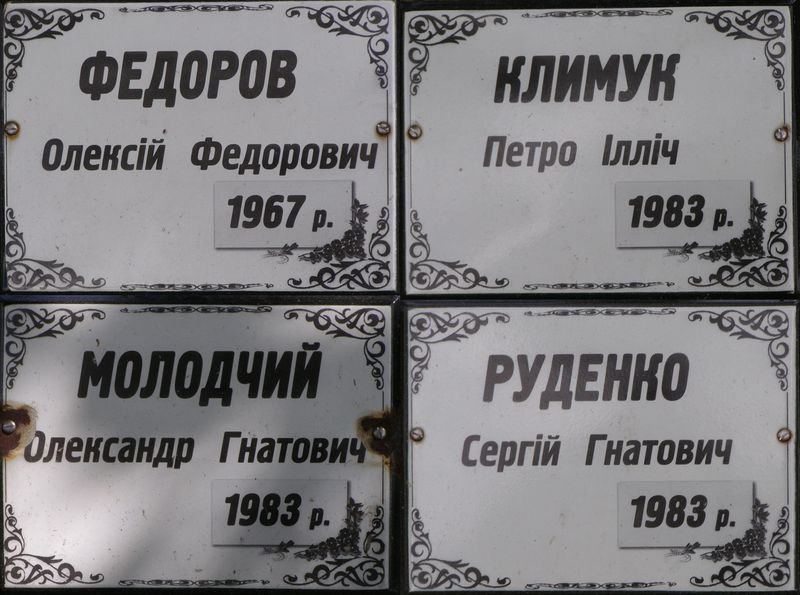 ФЕДОРОВ
Олексій Федорович
1967 р.
КЛИМУК
Петро Ілліч
1983 р.
МОЛОДЧИЙ
Олександр Гнатович
1983 р.
РУДЕНКО
Сергій Гнатович
1983 р.